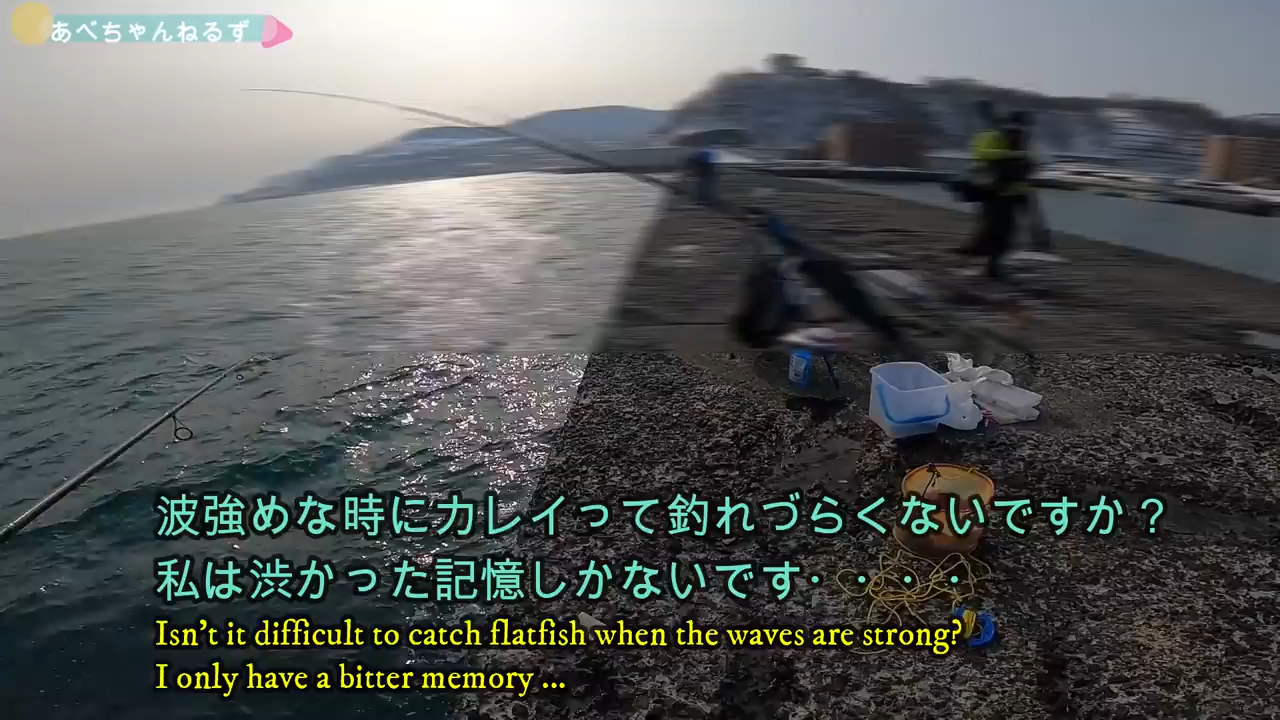 あべちゃんねるず
波強めな時にカレイって釣れづらくないですか？
私は渋かった記憶しかないです・・・・
Isn't it difficult to catch flatfish when the waves are strong?
I only have a bitter memory ...